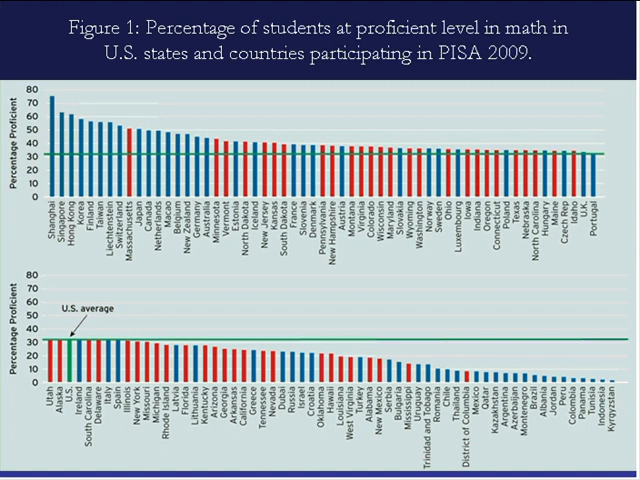 Figure 1: Percentage of students at proficient level in math in
U.S. states and countries participating in PISA 2009.
Percentage Proficient
80
70
60
50
40
30
20
10
0
Shanghai
Singapore
Hong Kong
Korea
Finland
Taiwan
Liechtenstein
Switzerland
Massachusetts
Japan
Canada
Netherlands
Macao
Belgium
New Zealand
Germany
Australia
Minnesota
Vermont
Estonia
North Dakota
Iceland
New Jersey
Kansas
South Dakota
France
Slovenia
Denmark
Pennsylvania
New Hampshire
Austria
Montana
Virginia
Colorado
Wisconsin
Maryland
Slovakia
Wyoming
Washington
Norway
Sweden
Ohio
Luxembourg
Iowa
Indiana
Oregon
Connecticut
Poland
Texas
Nebraska
North Carolina
Hungary
Maine
Czech Rep
Idaho
U.K.
Portugal
Percentage Proficient
80
70
60
50
40
30
20
10
0
U.S. average
Utah
Alaska
U.S.
Ireland
South Carolina
Delaware
Italy
Spain
Illinois
New York
Missouri
Michigan
Rhode Island
Latvia
Florida
Lithuania
Kentucky
Arizona
Georgia
Arkansas
California
Greece
Tennessee
Nevada
Dubai
Russia
Israel
Croatia
Oklahoma
Hawaii
Louisiana
West Virginia
Turkey
Alabama
New Mexico
Serbia
Bulgaria
Mississippi
Uruguay
Trinidad and Tobago
Romania
Chile
Thailand
District of Columbia
Mexico
Qatar
Kazakhstan
Argentina
Azerbaijan
Montenegro
Brazil
Albania
Jordan
Peru
Colombia
Panama
Tunisia
Indonesia
Kyrgyzstan